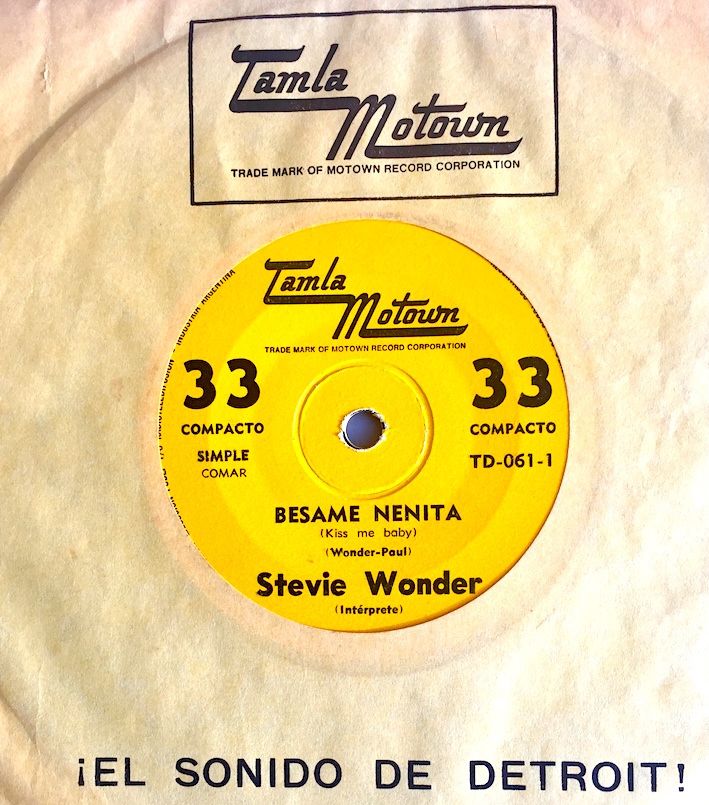 Tamla
Motown
TRADE MARK OF MOTOWN RECORD CORPORATION
Tamla
Motown
TRADE MARK OF MOTOWN RECORD CORPORATION
INDUSTRIA ARGENTINA
33
COMPACTO
SIMPLE
COMAR
33
COMPACTO
TD-061-1
BESAME NENITA
(Kiss me baby)
(Wonder-Paul)
Stevie Wonder
(Intérprete)
¡EL SONIDO DE DETROIT!